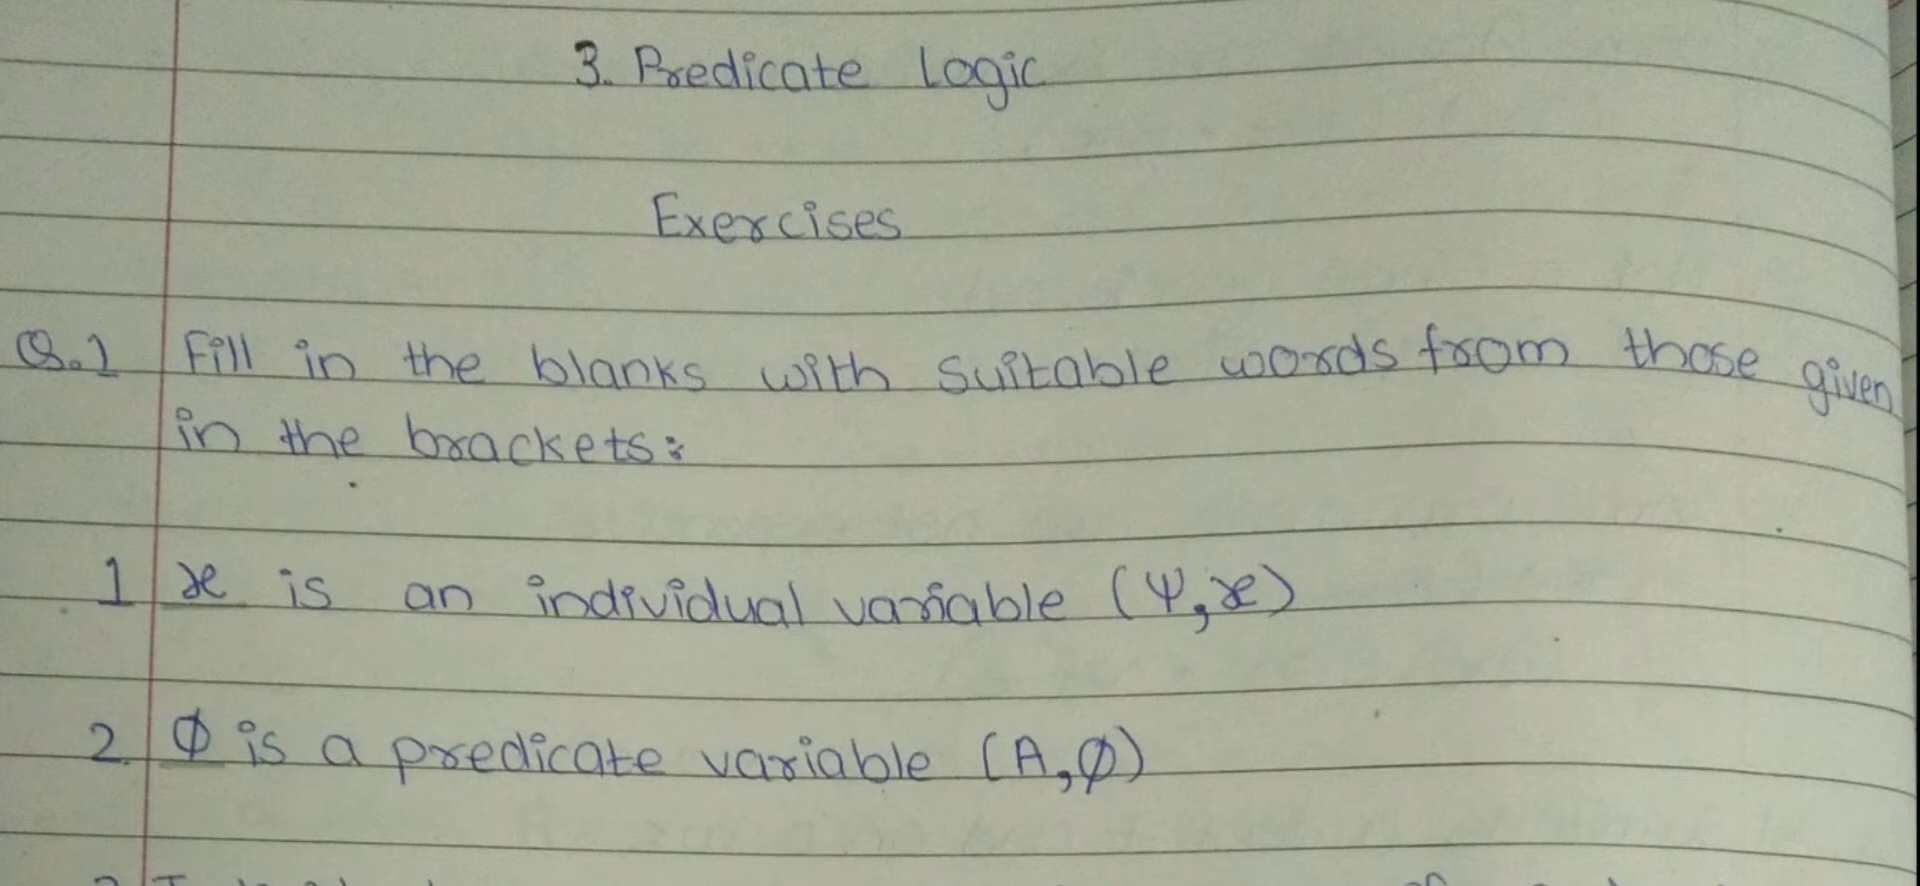 3. Predicate Logic
Exercises
Q.1 Fill in the blanks with suitable words from those given
in the brackets:
1 x is an individual variable (Ψ, x)
2. Φ is a predicate variable (A, Φ)